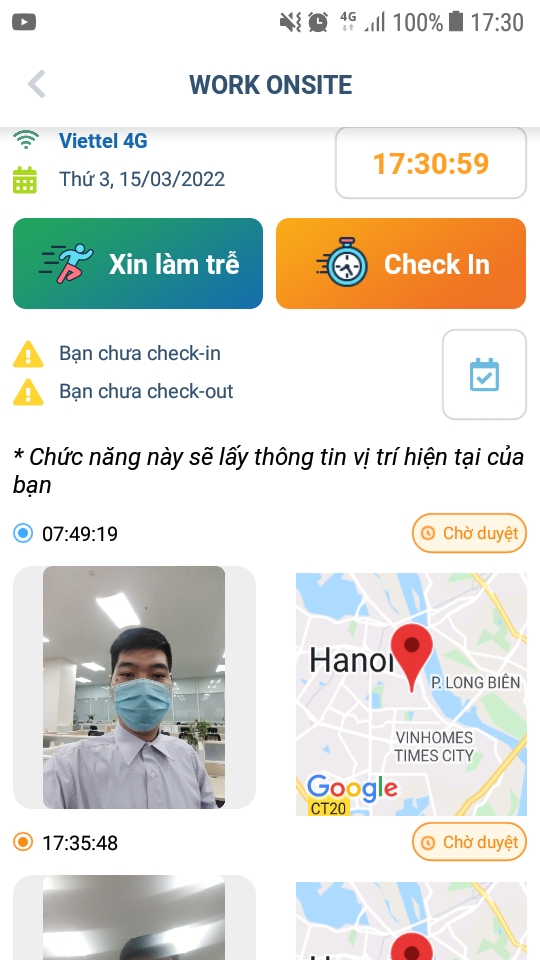 4G 100% 17:30
WORK ONSITE
Viettel 4G
17:30:59
Thứ 3, 15/03/2022
Xin làm trễ
Check In
Bạn chưa check-in
Bạn chưa check-out
* Chức năng này sẽ lấy thông tin vị trí hiện tại của
bạn
07:49:19
Chờ duyệt
Hanoi
P. LONG BIÊN
VINHOMES
TIMES CITY
Google
CT20
17:35:48
Chờ duyệt